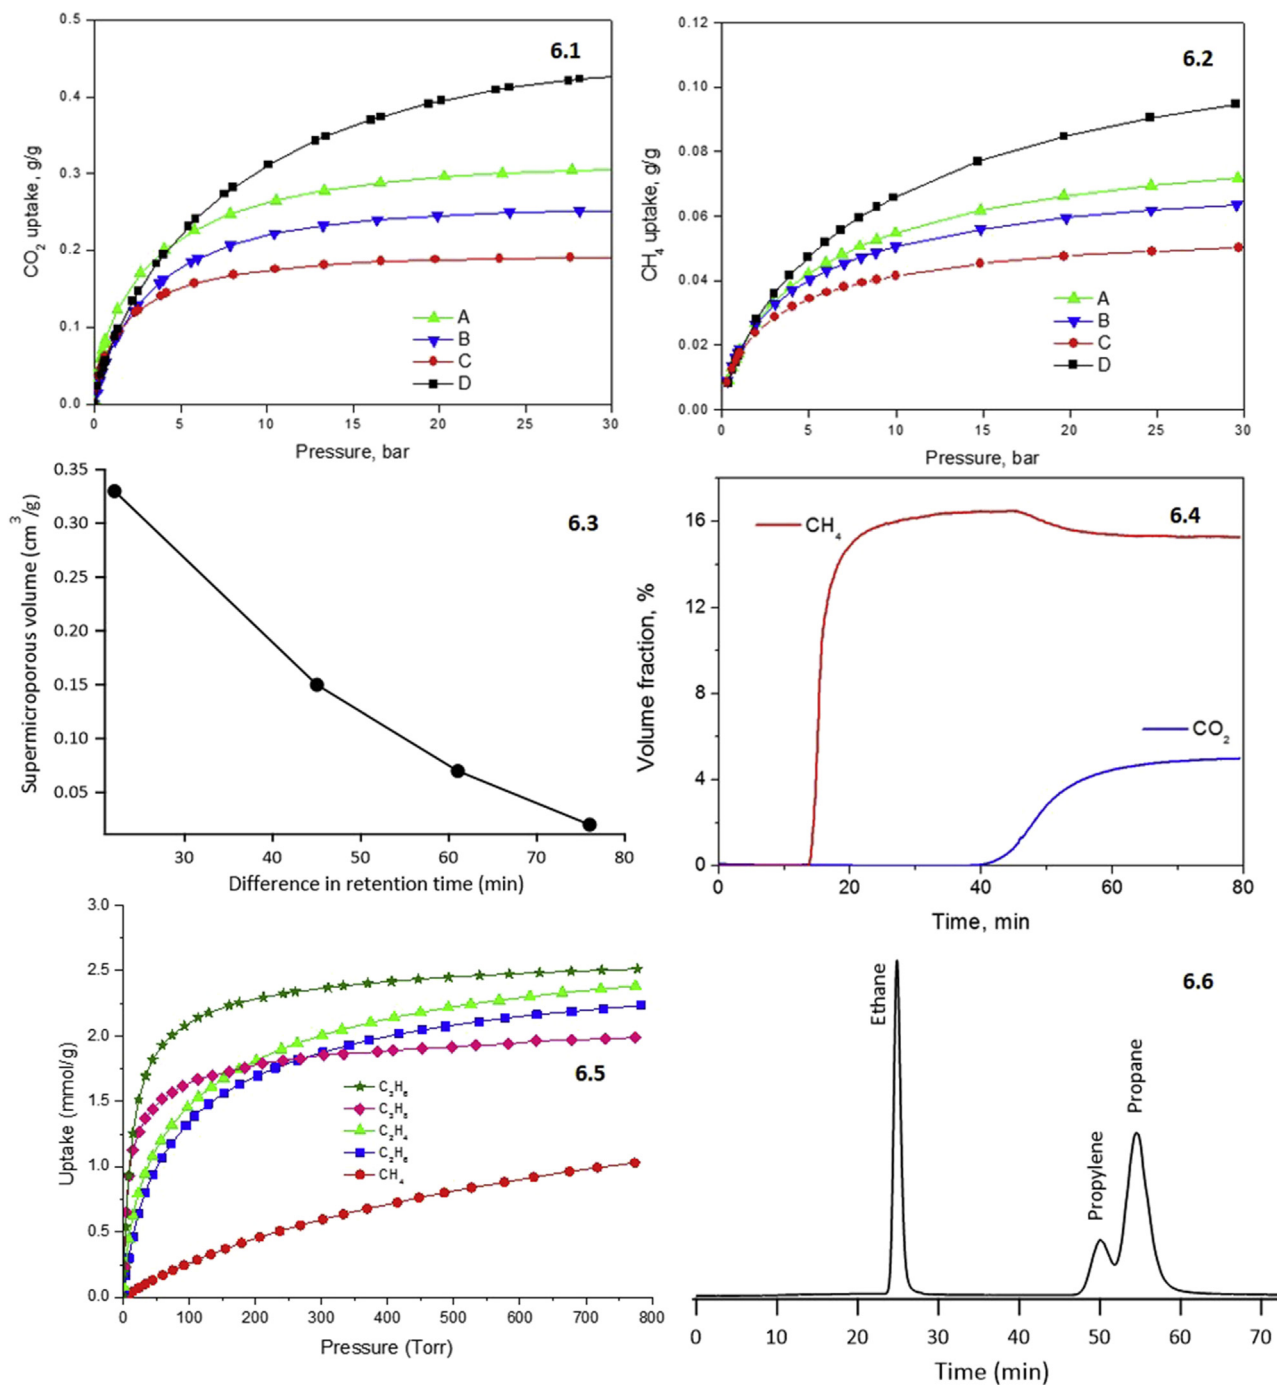 6.1
CO2 uptake, g/g
0.5
0.4
0.3
0.2
0.1
0.0
A
B
C
D
0 5 10 15 20 25 30
Pressure, bar
6.2
CH4 uptake, g/g
0.12
0.10
0.08
0.06
0.04
0.02
0.00
A
B
C
D
0 5 10 15 20 25 30
Pressure, bar
6.3
Supermicroporous volume (cm3/g)
0.35
0.33
0.30
0.25
0.15
0.10
0.05
30 40 50 60 70 80
Difference in retention time (min)
6.4
Volume fraction, %
16
12
8
4
0
CH4
CO2
0 20 40 60 80
Time, min
6.5
Uptake (mmol/g)
3.0
2.5
2.0
1.5
1.0
0.5
0.0
C2H4
CH4
0 100 200 300 400 500 600 700 800
Pressure (Torr)
6.6
Ethane
Propylene
Propane
0 10 20 30 40 50 60 70
Time (min)